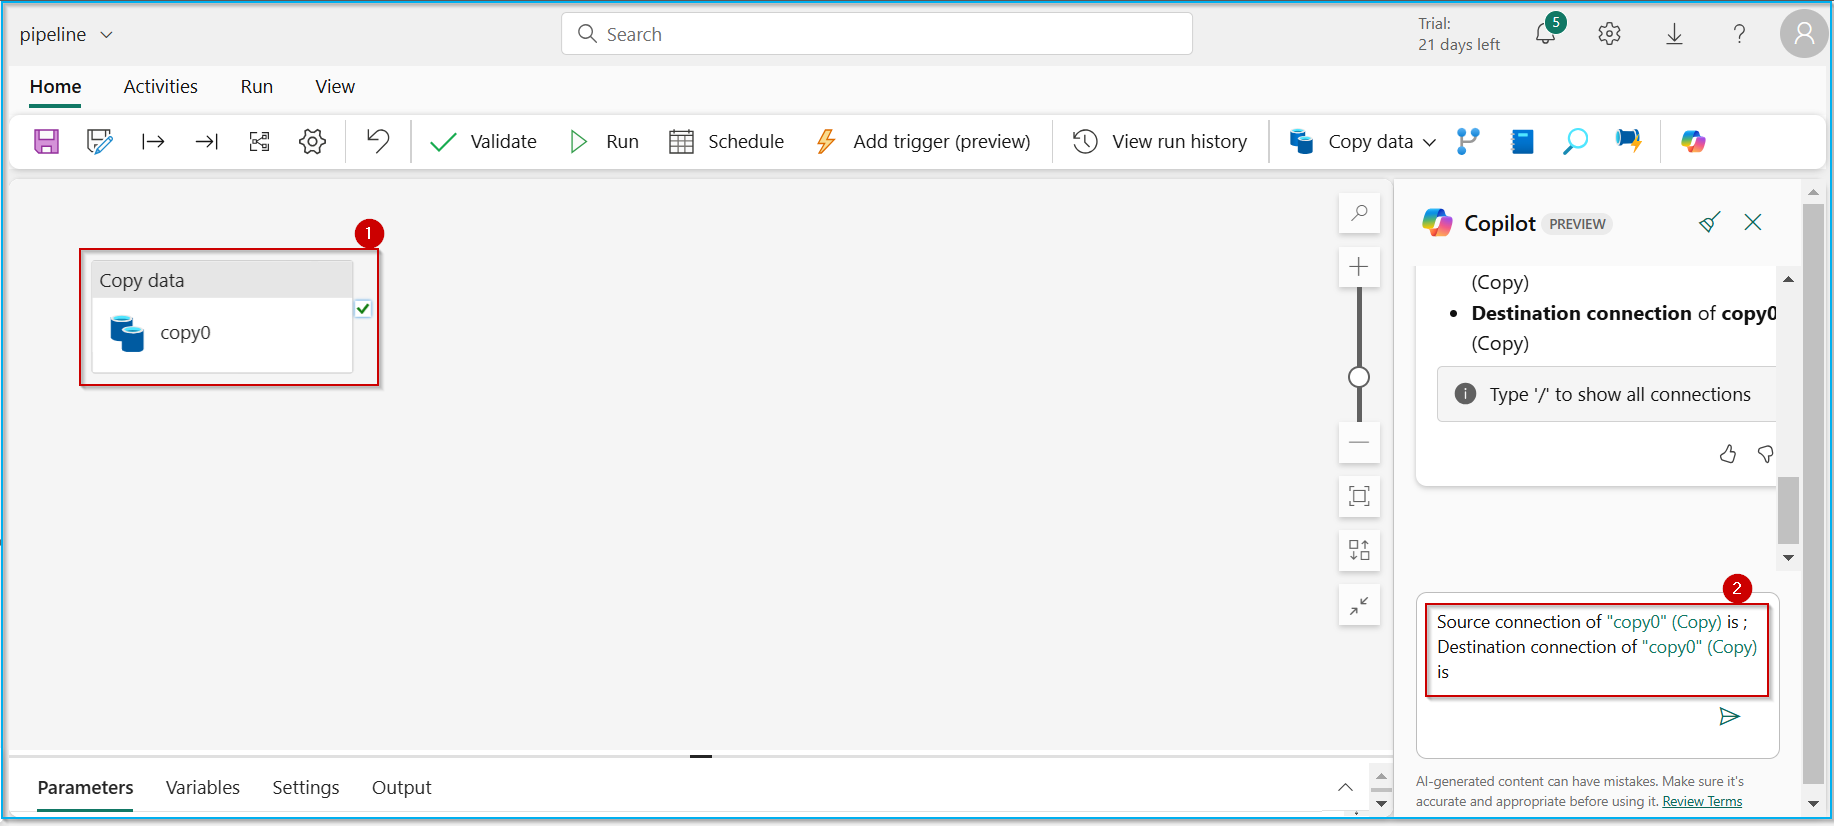 pipeline
Search
Trial:
21 days left
5
Home
Activities
Run
View
Validate
Run
Schedule
Add trigger (preview)
View run history
Copy data
1
Copy data
copy0
Copilot
PREVIEW
(Copy)
• Destination connection of copy0
(Copy)
Type '/' to show all connections
2
Source connection of "copy0" (Copy) is ;
Destination connection of "copy0" (Copy)
is
AI-generated content can have mistakes. Make sure it's
accurate and appropriate before using it. Review Terms
Parameters
Variables
Settings
Output